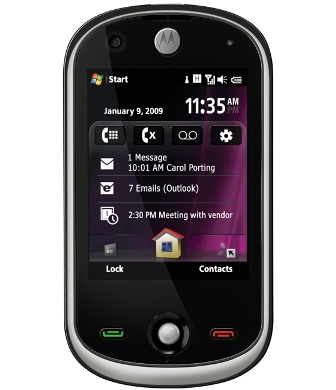 Start
January 9, 2009
11:35 AM PM
1 Message
10:01 AM Carol Porting
7 Emails (Outlook)
2:30 PM Meeting with vendor
Lock
Contacts